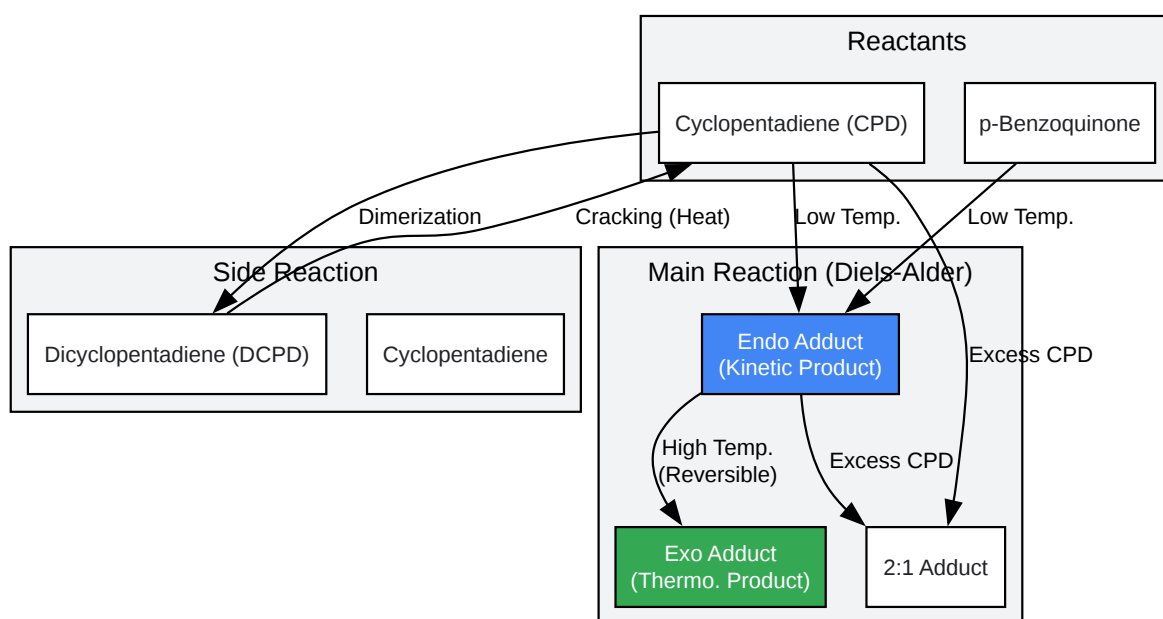 Reactants
Cyclopentadiene (CPD)
p-Benzoquinone
Dimerization
Cracking (Heat)
Low Temp.
Low Temp.
Side Reaction
Main Reaction (Diels-Alder)
Dicyclopentadiene (DCPD)
Cyclopentadiene
Endo Adduct
(Kinetic Product)
Excess CPD
High Temp.
(Reversible)
Excess CPD
Exo Adduct
(Thermo. Product)
2:1 Adduct